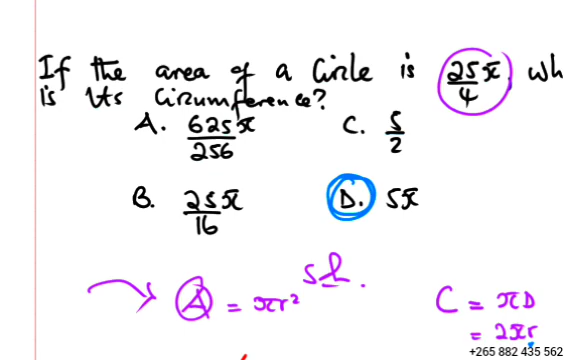 If the area of a Circle is 25π/4, wh
is its Circumference?
A. 625π/256 C. 5/2
B. 25π/16 D. 5π
Sh.
A = πr² C = πD
= 2πr
+265 882 435 562